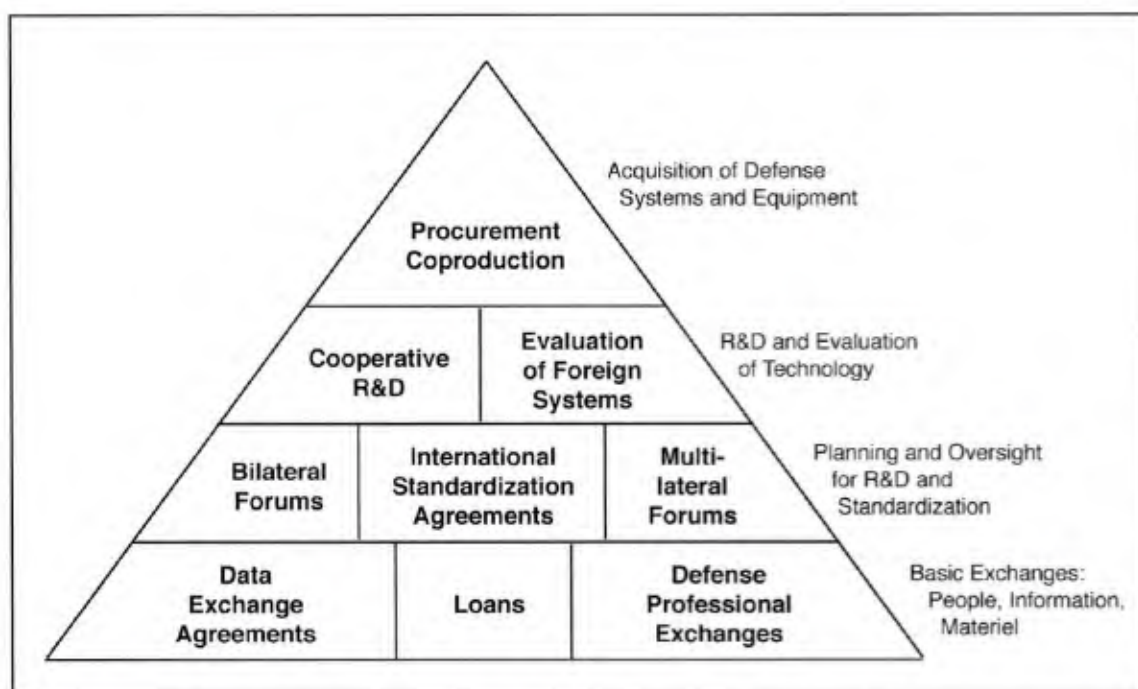 Acquisition of Defense
Systems and Equipment
Procurement
Coproduction
Cooperative
R&D
Evaluation
of Foreign
Systems
R&D and Evaluation
of Technology
Bilateral
Forums
International
Standardization
Agreements
Multi-
lateral
Forums
Planning and Oversight
for R&D and
Standardization
Data
Exchange
Agreements
Loans
Defense
Professional
Exchanges
Basic Exchanges:
People, Information,
Materiel